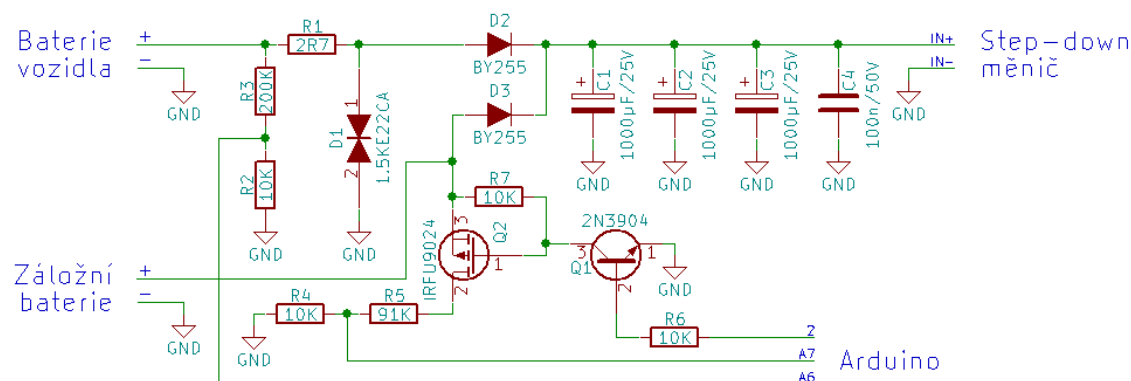 Baterie
vozidla
+
-
GND
R1
2R7
R3
200K
R2
10K
GND
1
D1
2
1.5KE22CA
GND
D2
BY255
D3
BY255
+
C1
1000µF/25V
GND
+
C2
1000µF/25V
GND
+
C3
1000µF/25V
GND
C4
100n/50V
GND
IN+
IN-
GND
Step-down
měnič
R7
10K
3
Q2
1
2
IRFU9024
2N3904
3
Q1
1
2
GND
Záložní
baterie
+
-
GND
R4
10K
GND
R5
91K
R6
10K
2
A7
A6
Arduino